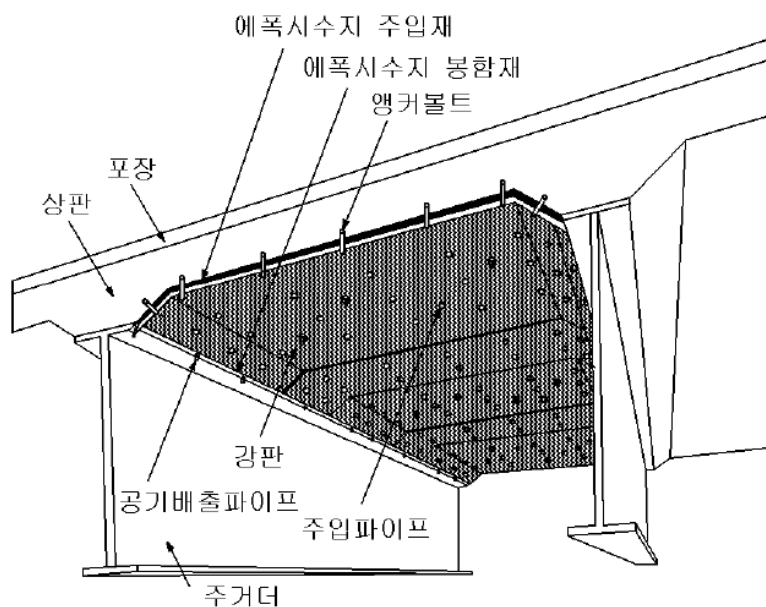 에폭시수지 주입재
에폭시수지 봉함재
앵커볼트
포장
상판
강판
공기배출파이프
주입파이프
주거더